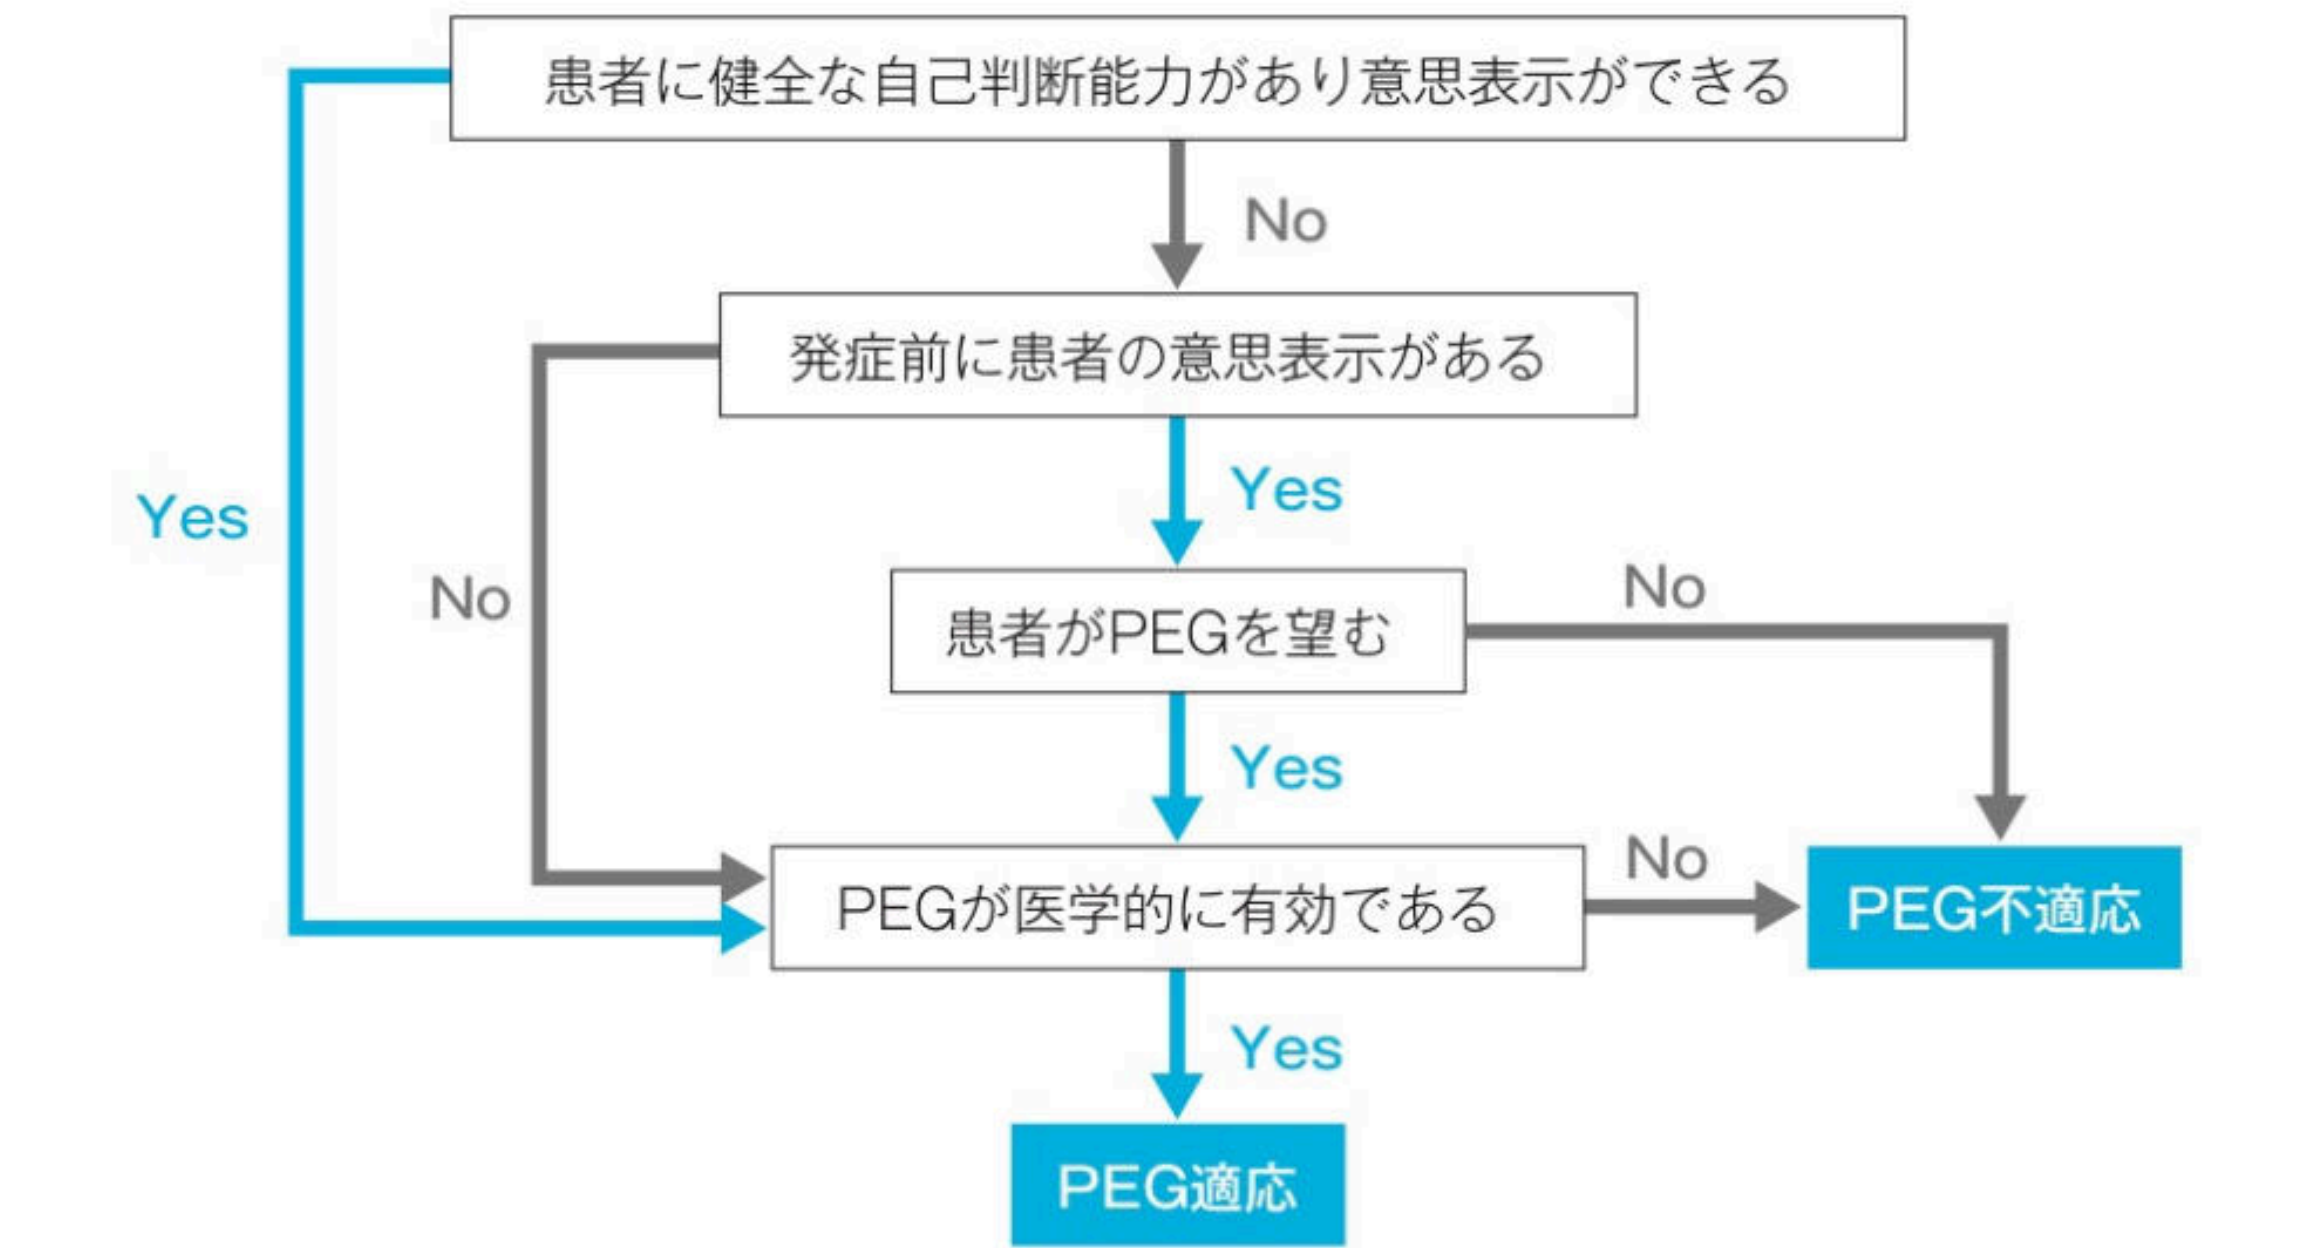 患者に健全な自己判断能力があり意思表示ができる
No
発症前に患者の意思表示がある
Yes
Yes
No
患者がPEGを望む
No
Yes
PEGが医学的に有効である
No
PEG不適応
Yes
PEG適応